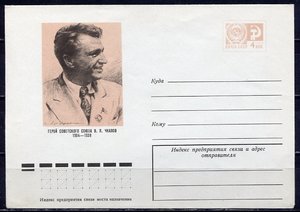 ГЕРОЙ СОВЕТСКОГО СОЮЗА В. П. ЧКАЛОВ
1904—1938
Куда
Кому
Индекс предприятия связи и адрес
отправителя
Индекс предприятия связи места назначения